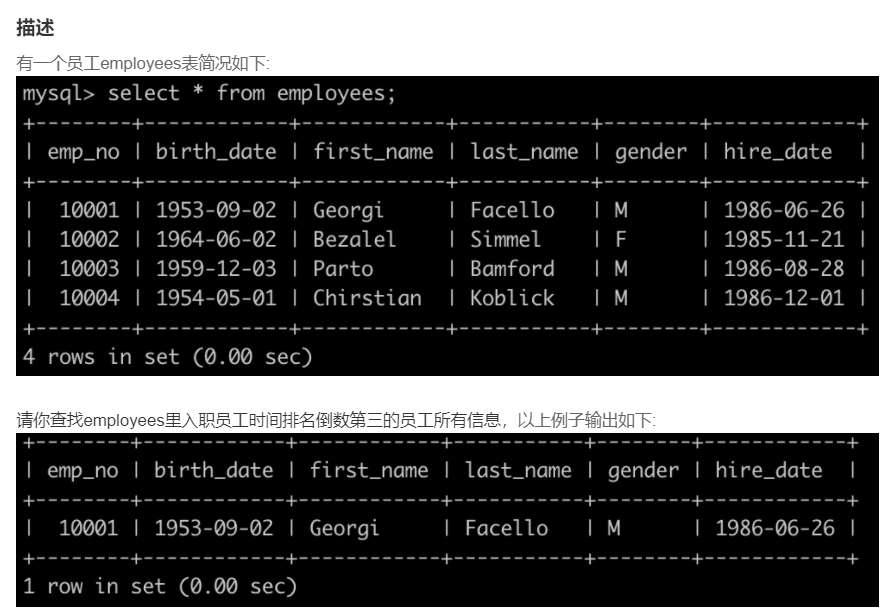 描述
有一个员工employees表简况如下:
mysql> select * from employees;
+--------+------------+------------+-----------+--------+------------+
| emp_no | birth_date | first_name | last_name | gender | hire_date  |
+--------+------------+------------+-----------+--------+------------+
|  10001 | 1953-09-02 | Georgi     | Facello   | M      | 1986-06-26 |
|  10002 | 1964-06-02 | Bezalel    | Simmel    | F      | 1985-11-21 |
|  10003 | 1959-12-03 | Parto      | Bamford   | M      | 1986-08-28 |
|  10004 | 1954-05-01 | Chirstian  | Koblick   | M      | 1986-12-01 |
+--------+------------+------------+-----------+--------+------------+
4 rows in set (0.00 sec)
请你查找employees里入职员工时间排名倒数第三的员工所有信息，以上例子输出如下:
+--------+------------+------------+-----------+--------+------------+
| emp_no | birth_date | first_name | last_name | gender | hire_date  |
+--------+------------+------------+-----------+--------+------------+
|  10001 | 1953-09-02 | Georgi     | Facello   | M      | 1986-06-26 |
+--------+------------+------------+-----------+--------+------------+
1 row in set (0.00 sec)